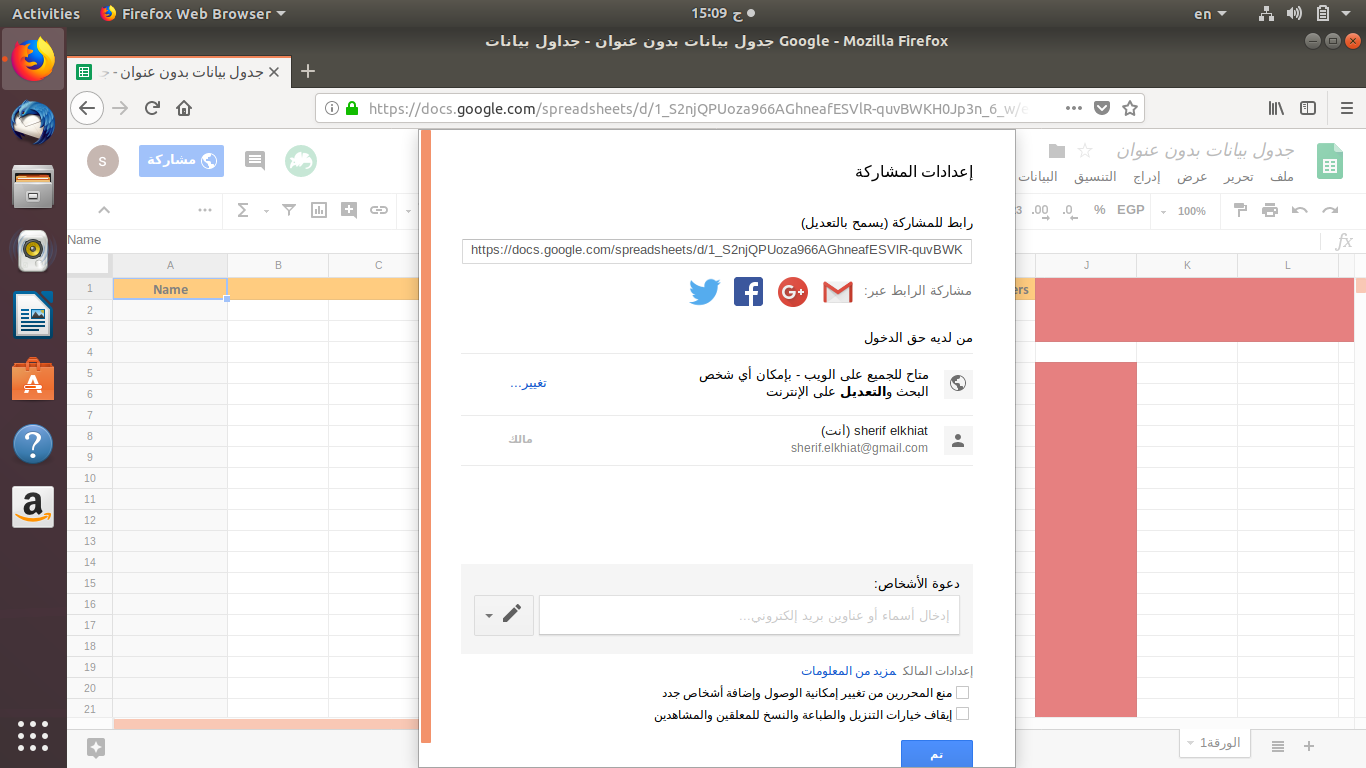 Activities
Firefox Web Browser
ج 15:09
en
جدول بيانات بدون عنوان - جداول بيانات Google - Mozilla Firefox
جدول بيانات بدون عنوان - جد
https://docs.google.com/spreadsheets/d/1_S2njQPUoza966AGhneafESVlR-quvBWKH0Jp3n_6_w/e
جدول بيانات بدون عنوان
مشاركة
S
ملف تحرير عرض إدراج التنسيق البيانات
100% EGP % .0 .00 3
Name
fx
A B C J K L
1 Name ers
2
3
4
5
6
7
8
9
10
11
12
13
14
15
16
17
18
19
20
21
إعدادات المشاركة
رابط للمشاركة (يسمح بالتعديل)
https://docs.google.com/spreadsheets/d/1_S2njQPUoza966AGhneafESVlR-quvBWK
مشاركة الرابط عبر:
من لديه حق الدخول
متاح للجميع على الويب - بإمكان أي شخص
البحث والتعديل على الإنترنت
تغيير...
sherif elkhiat (أنت)
sherif.elkhiat@gmail.com
مالك
دعوة الأشخاص:
إدخال أسماء أو عناوين بريد إلكتروني...
إعدادات المالك مزيد من المعلومات
منع المحررين من تغيير إمكانية الوصول وإضافة أشخاص جدد
إيقاف خيارات التنزيل والطباعة والنسخ للمعلقين والمشاهدين
تم
الورقة1